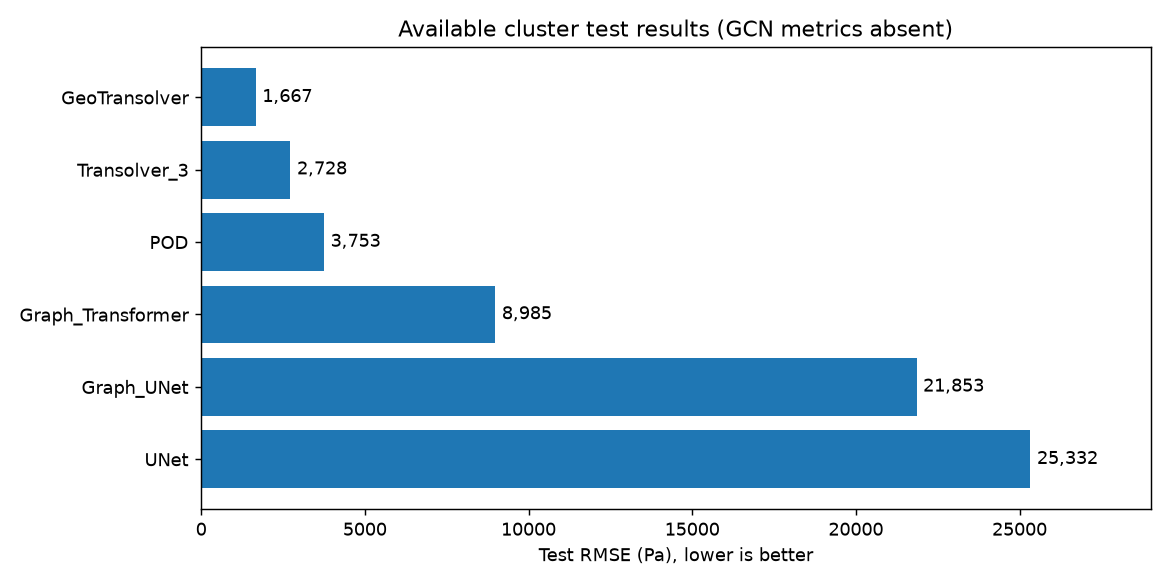 Available cluster test results (GCN metrics absent)
GeoTransolver 1,667
Transolver_3 2,728
POD 3,753
Graph_Transformer 8,985
Graph_UNet 21,853
UNet 25,332
0 5000 10000 15000 20000 25000
Test RMSE (Pa), lower is better